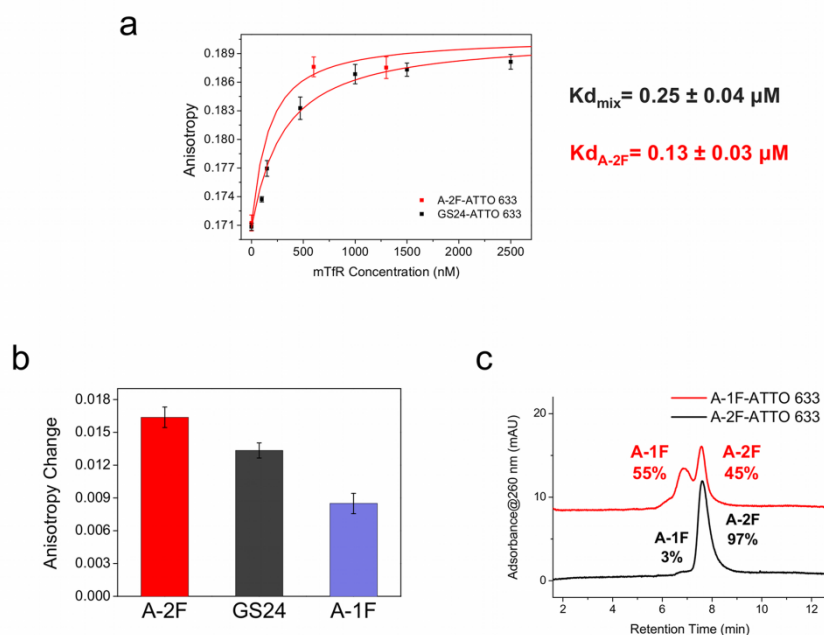 a
0.189
0.186
0.183
0.180
0.177
0.174
0.171
Anisotropy
A-2F-ATTO 633
GS24-ATTO 633
0 500 1000 1500 2000 2500
mTfR Concentration (nM)
Kdmix= 0.25 ± 0.04 µM
KdA-2F= 0.13 ± 0.03 µM
b
0.018
0.015
0.012
0.009
0.006
0.003
0.000
Anisotropy Change
A-2F GS24 A-1F
c
A-1F-ATTO 633
A-2F-ATTO 633
20
10
0
Adsorbance@260 nm (mAU)
A-1F
55%
A-2F
45%
A-1F
3%
A-2F
97%
2 4 6 8 10 12
Retention Time (min)